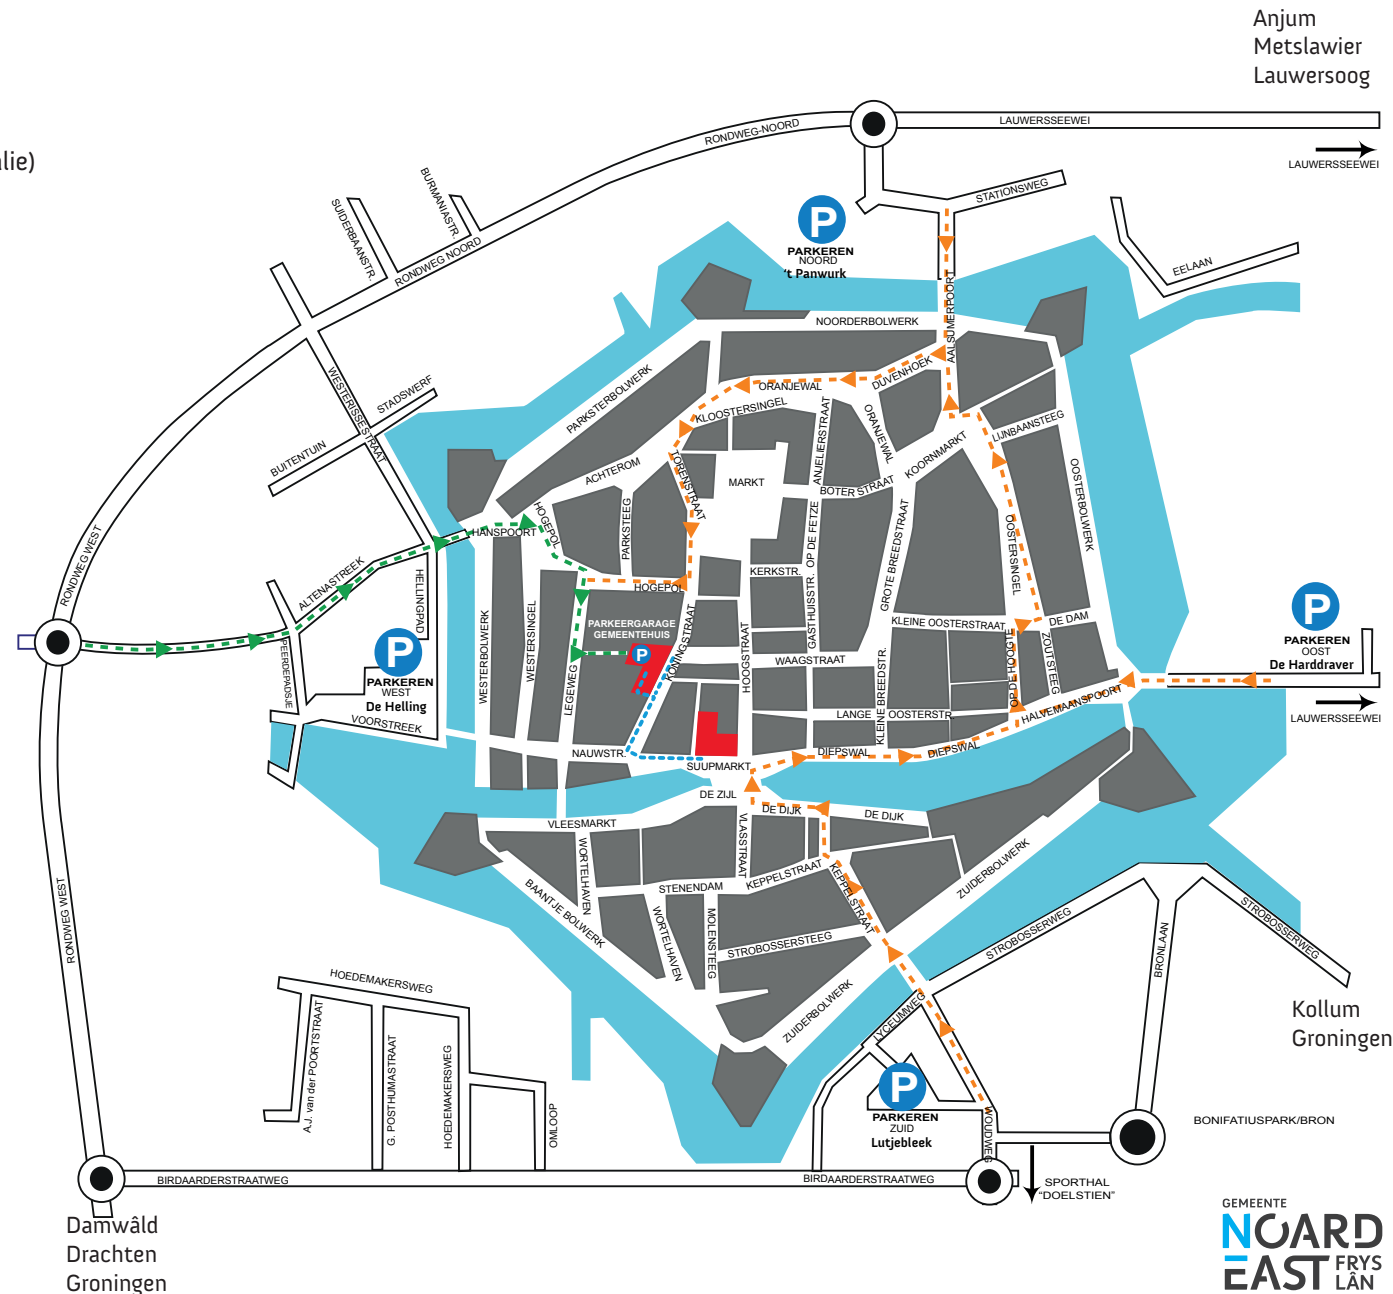 Anjum
Metslawier
Lauwersoog
alie)
RONDWEG-NOORD
LAUWERSSEEWEI
LAUWERSSEEWEI
BURMANIASTR.
SUIDERBAANSTR.
RONDWEG NOORD
STATIONSWEG
P
PARKEREN
NOORD
't Panwurk
EELAAN
AALSUMERPOORT
NOORDERBOLWERK
WESTERISSESTRAAT
STADSWERF
BUITENTUIN
PARKSTERBOLWERK
DUVENHOEK
ORANJEWAL
KLOOSTERSINGEL
ANJELIERSTRAAT
ORANJEWAL
KOORNMARKT
LIJNBAANSTEEG
OOSTERBOLWERK
ACHTEROM
TORENSTRAAT
MARKT
BOTER STRAAT
HOGEPOL
PARKSTEEG
HANSPOORT
OP DE FETZE
GROTE BREEDSTRAAT
OOSTERSINGEL
RONDWEG WEST
ALTENASTREEK
HELLINGPAD
KERKSTR.
HOGEPOL
GASTHUISSTR.
WESTERBOLWERK
WESTERSINGEL
LEGEWEG
PARKEERGARAGE
GEMEENTEHUIS
P
KONINGSTRAAT
HOOGSTRAAT
KLEINE OOSTERSTRAAT
DE DAM
OP DE HOOGTE
ZOUTSTEEG
P
PARKEREN
OOST
De Harddraver
LAUWERSSEEWEI
PEERDEPADSJE
P
PARKEREN
WEST
De Helling
VOORSTREEK
WAAGSTRAAT
KLEINE BREEDSTR.
LANGE OOSTERSTR.
HALVEMAANSPOORT
NAUWSTR.
SUUPMARKT
DIEPSWAL
DIEPSWAL
DE ZIJL
DE DIJK
DE DIJK
VLEESMARKT
VLASSTRAAT
WORTELHAVEN
STENENDAM
KEPPELSTRAAT
KEPPELSTRAAT
ZUIDERBOLWERK
BAANTJE BOLWERK
WORTELHAVEN
MOLENSTEEG
STROBOSSERSTEEG
STROBOSSERWEG
STROBOSSERWEG
BRONLAAN
RONDWEG WEST
HOEDEMAKERSWEG
A.J. van der POORTSTRAAT
G. POSTHUMASTRAAT
HOEDEMAKERSWEG
OMLOOP
ZUIDERBOLWERK
LYCEUMWEG
P
PARKEREN
ZUID
Lutjebleek
WOUDWEG
Kollum
Groningen
BONIFATIUSPARK/BRON
BIRDAARDERSTRAATWEG
BIRDAARDERSTRAATWEG
SPORTHAL
"DOELSTIEN"
Damwâld
Drachten
Groningen
GEMEENTE
NOARD
EAST FRYS
LÂN